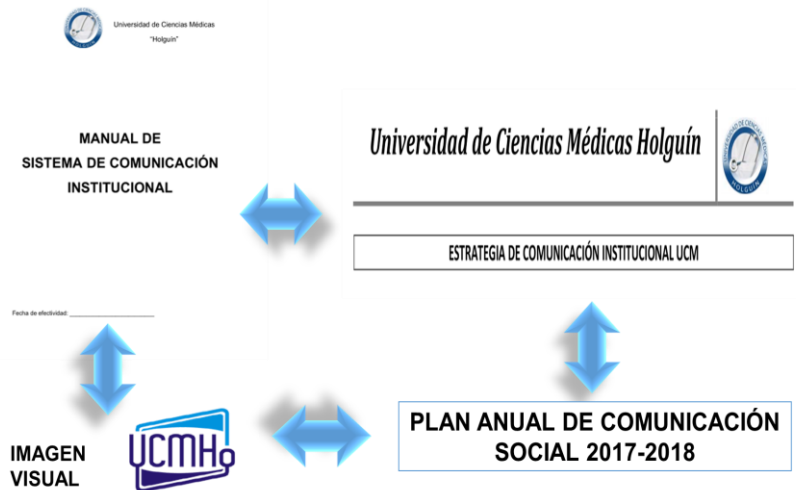 Universidad de Ciencias Médicas
"Holguín"
MANUAL DE
SISTEMA DE COMUNICACIÓN
INSTITUCIONAL
Fecha de efectividad: ____________________
Universidad de Ciencias Médicas Holguín
ESTRATEGIA DE COMUNICACIÓN INSTITUCIONAL UCM
IMAGEN
VISUAL
UCMHo
PLAN ANUAL DE COMUNICACIÓN
SOCIAL 2017-2018